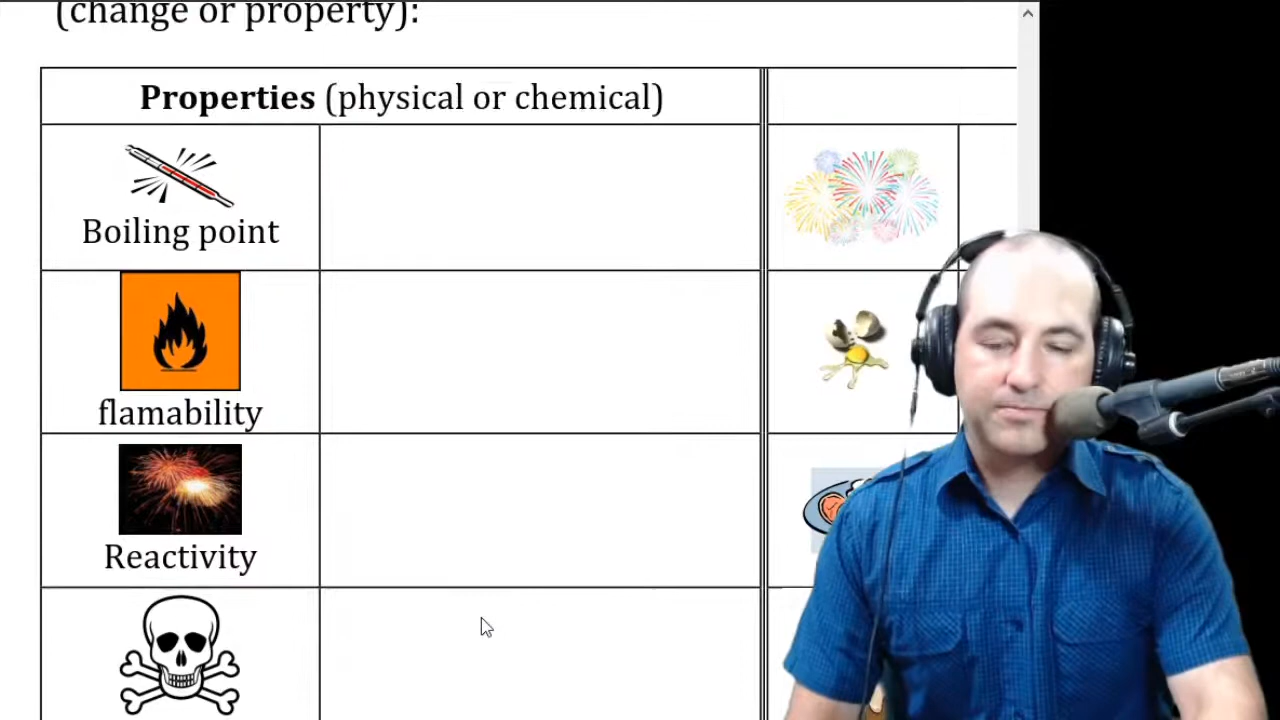 (change or property):
Properties (physical or chemical)
Boiling point
flamability
Reactivity